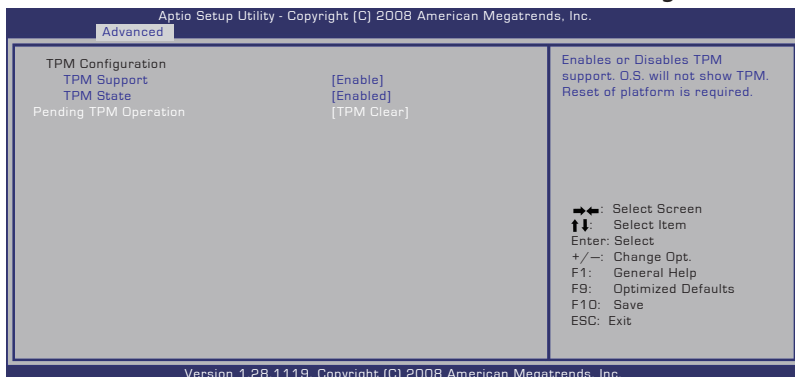 Aptio Setup Utility - Copyright (C) 2008 American Megatrends, Inc.
Advanced
TPM Configuration
TPM Support [Enable]
TPM State [Enabled]
Pending TPM Operation [TPM Clear]
Enables or Disables TPM
support. O.S. will not show TPM.
Reset of platform is required.
→←: Select Screen
↑↓: Select Item
Enter: Select
+/—: Change Opt.
F1: General Help
F9: Optimized Defaults
F10: Save
ESC: Exit
Version 1.28.1119. Copyright (C) 2008 American Megatrends, Inc.